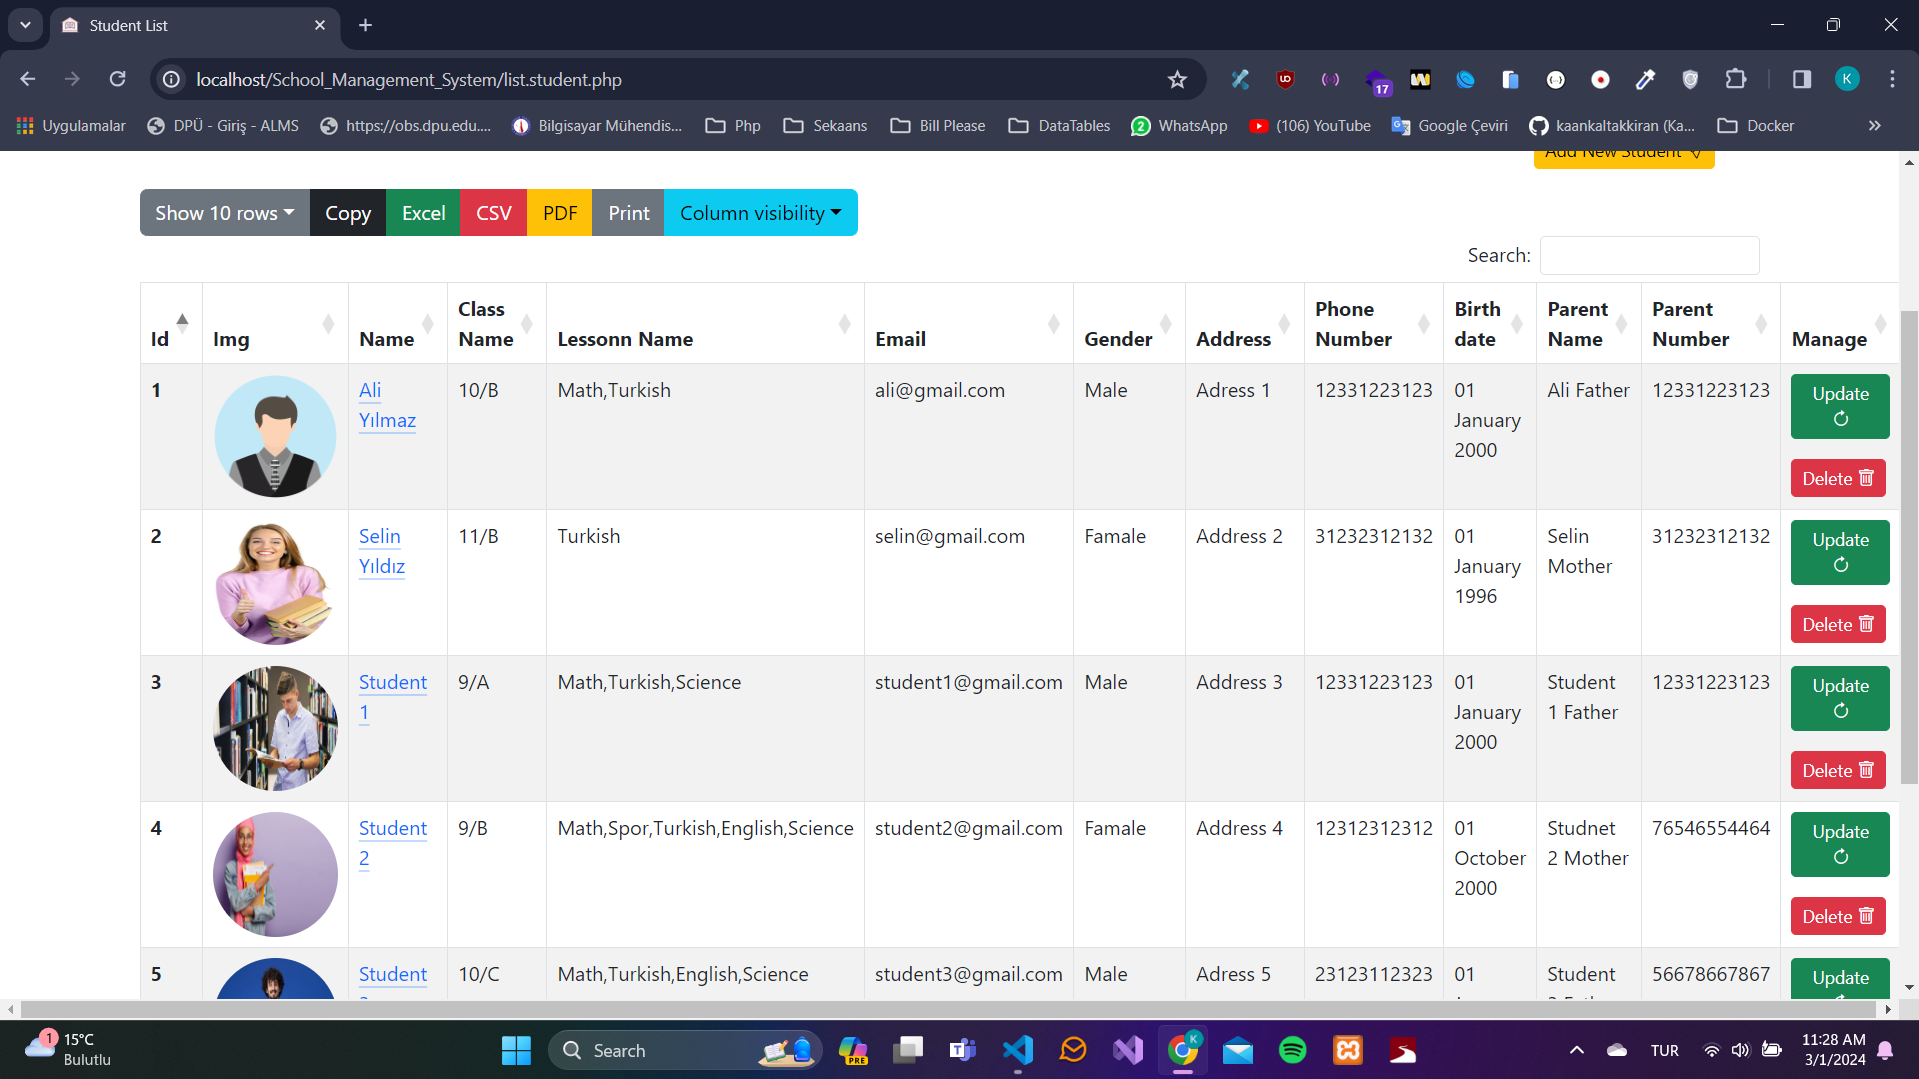 Student List
localhost/School_Management_System/list.student.php
17
K
Uygulamalar
DPÜ - Giriş - ALMS
https://obs.dpu.edu....
Bilgisayar Mühendis...
Php
Sekaans
Bill Please
DataTables
WhatsApp
(106) YouTube
Google Çeviri
kaankaltakkiran (Ka...
Docker
Add New Student
Show 10 rows
Copy
Excel
CSV
PDF
Print
Column visibility
Search:
Id
Img
Name
Class
Name
Lessonn Name
Email
Gender
Address
Phone
Number
Birth
date
Parent
Name
Parent
Number
Manage
1
Ali
Yılmaz
10/B
Math,Turkish
ali@gmail.com
Male
Adress 1
12331223123
01
January
2000
Ali Father
12331223123
Update
Delete
2
Selin
Yıldız
11/B
Turkish
selin@gmail.com
Famale
Address 2
31232312132
01
January
1996
Selin
Mother
31232312132
Update
Delete
3
Student
1
9/A
Math,Turkish,Science
student1@gmail.com
Male
Address 3
12331223123
01
January
2000
Student
1 Father
12331223123
Update
Delete
4
Student
2
9/B
Math,Spor,Turkish,English,Science
student2@gmail.com
Famale
Address 4
12312312312
01
October
2000
Studnet
2 Mother
76546554464
Update
Delete
5
Student
10/C
Math,Turkish,English,Science
student3@gmail.com
Male
Adress 5
23123112323
01
Student
56678667867
Update
1
15°C
Bulutlu
Search
PRE
K
TUR
11:28 AM
3/1/2024